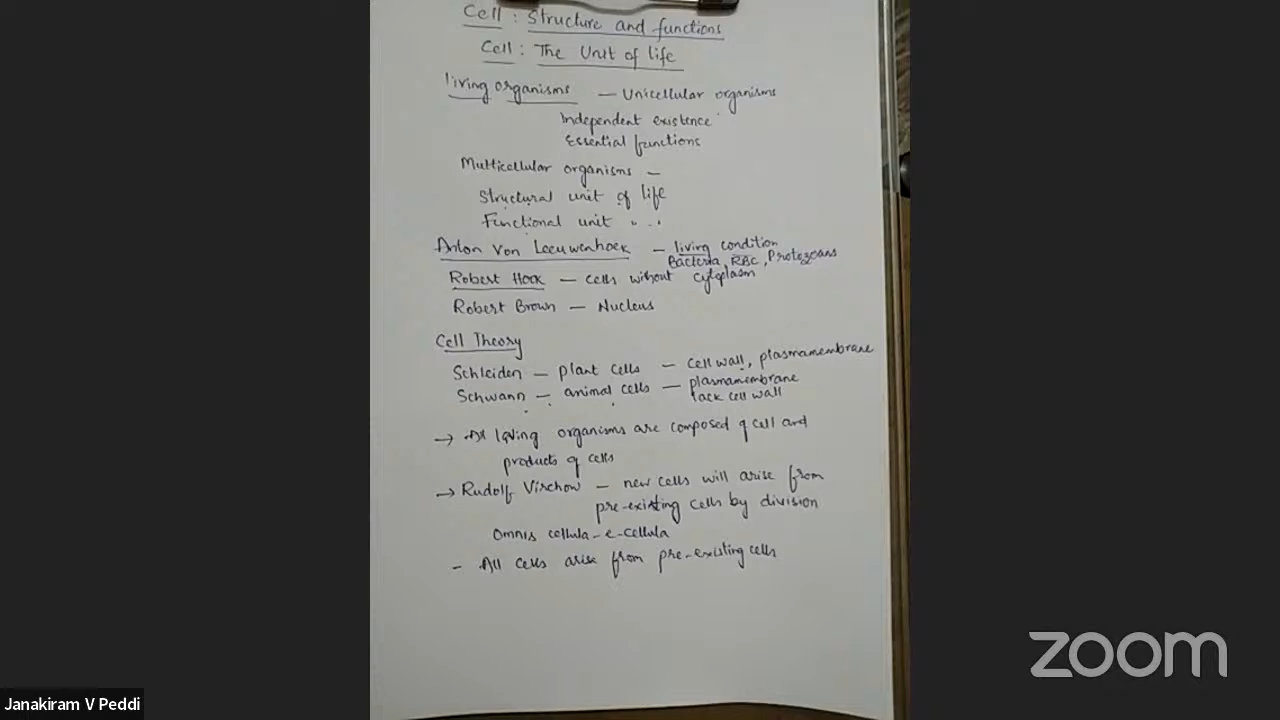 Cell : Structure and functions
Cell : The Unit of life
living organisms — Unicellular organisms
Independent existence
Essential functions
Multicellular organisms —
Structural unit of life
Functional unit " "
Anton Von Leeuwenhoek — living condition
Bacteria, RBC, Protozoans
Robert Hook — cells without cytoplasm
Robert Brown — Nucleus
Cell Theory
Schleiden — plant cells — cell wall, plasmamembrane
Schwann — animal cells — plasmamembrane
lack cell wall
→ All living organisms are composed of cell and
products of cells
→ Rudolf Virchow — new cells will arise from
pre-existing cells by division
Omnis cellula-e-cellula
- All cells arise from pre-existing cells
zoom
Janakiram V Peddi